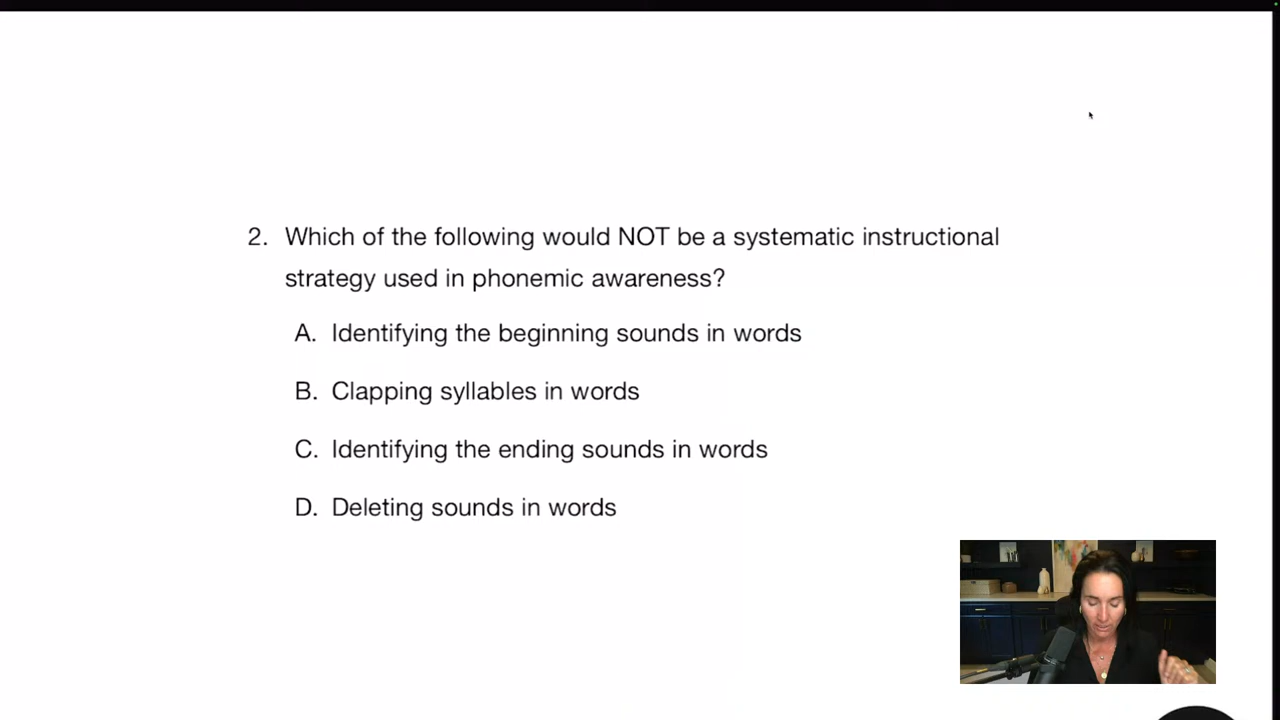 2. Which of the following would NOT be a systematic instructional
strategy used in phonemic awareness?
A. Identifying the beginning sounds in words
B. Clapping syllables in words
C. Identifying the ending sounds in words
D. Deleting sounds in words